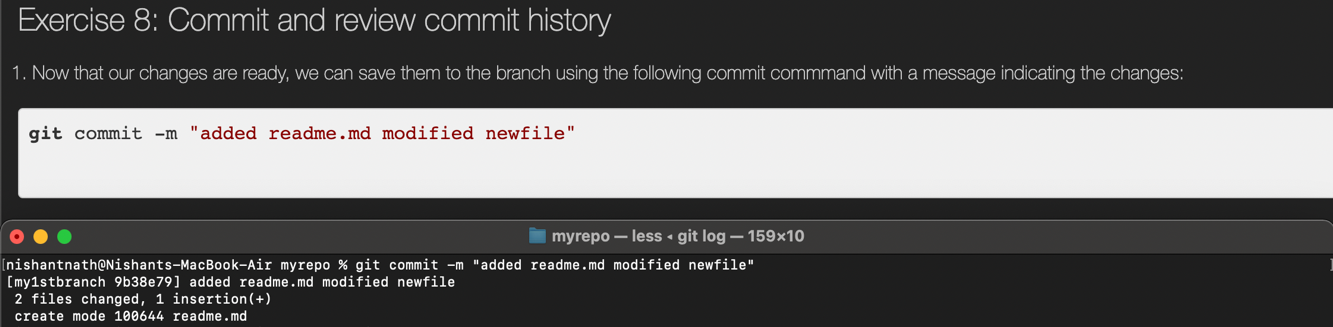 Exercise 8: Commit and review commit history
1. Now that our changes are ready, we can save them to the branch using the following commit commmand with a message indicating the changes:
git commit -m "added readme.md modified newfile"
myrepo — less ◂ git log — 159×10
[nishantnath@Nishants-MacBook-Air myrepo % git commit -m "added readme.md modified newfile" ]
[my1stbranch 9b38e79] added readme.md modified newfile
2 files changed, 1 insertion(+)
create mode 100644 readme.md